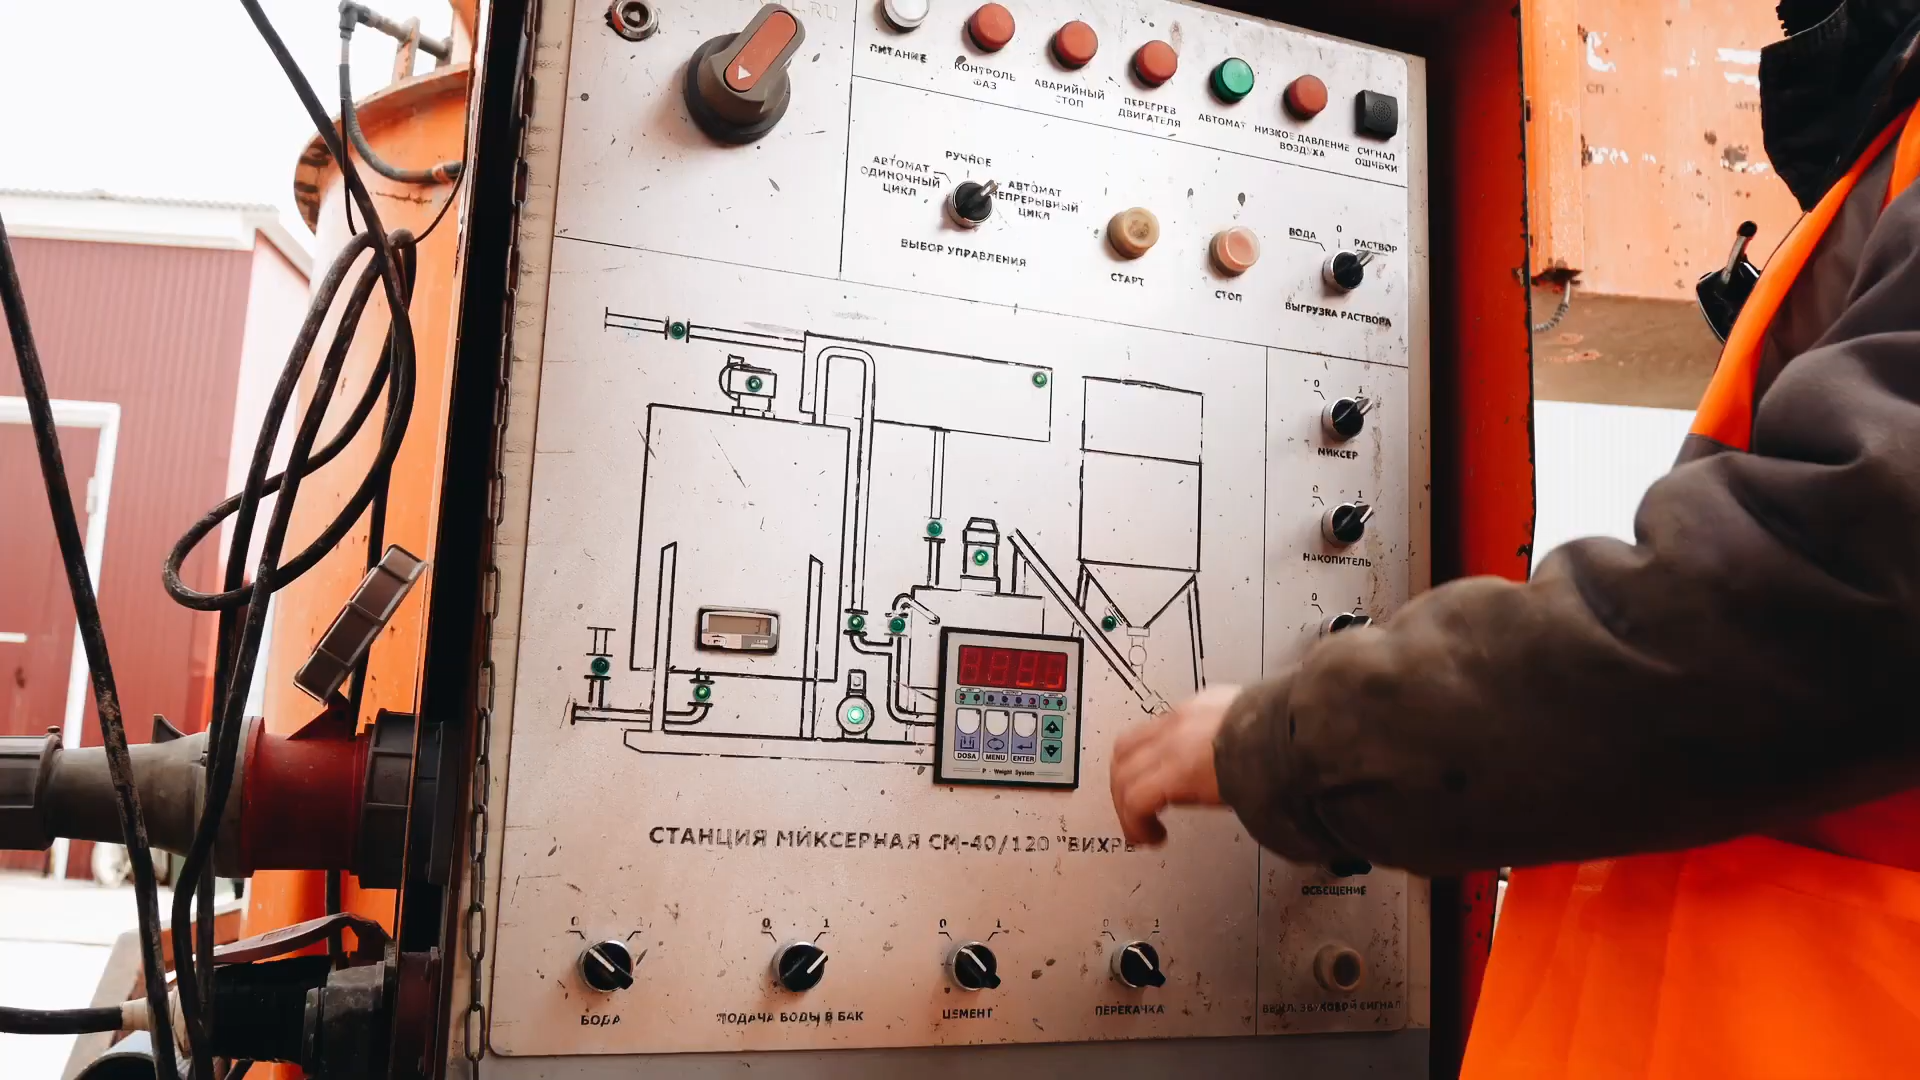 ПИТАНИЕ
КОНТРОЛЬ
ФАЗ
АВАРИЙНЫЙ
СТОП
ПЕРЕГРЕВ
ДВИГАТЕЛЯ
АВТОМАТ
НИЗКОЕ ДАВЛЕНИЕ
ВОЗДУХА
СИГНАЛ
ОШИБКИ
РУЧНОЕ
АВТОМАТ
ОДИНОЧНЫЙ
ЦИКЛ
АВТОМАТ
НЕПРЕРЫВНЫЙ
ЦИКЛ
ВЫБОР УПРАВЛЕНИЯ
СТАРТ
СТОП
ВОДА 0 РАСТВОР
ВЫГРУЗКА РАСТВОРА
0 1
МИКСЕР
0 1
НАКОПИТЕЛЬ
0 1
DOSA MENU ENTER
P - Weight System
СТАНЦИЯ МИКСЕРНАЯ СМ-40/120 "ВИХРЬ
ОСВЕЩЕНИЕ
0 1
ВОДА
0 1
ПОДАЧА ВОДЫ В БАК
0 1
ЦЕМЕНТ
0 1
ПЕРЕКАЧКА
ВЫКЛ. ЗВУКОВОЙ СИГНАЛ